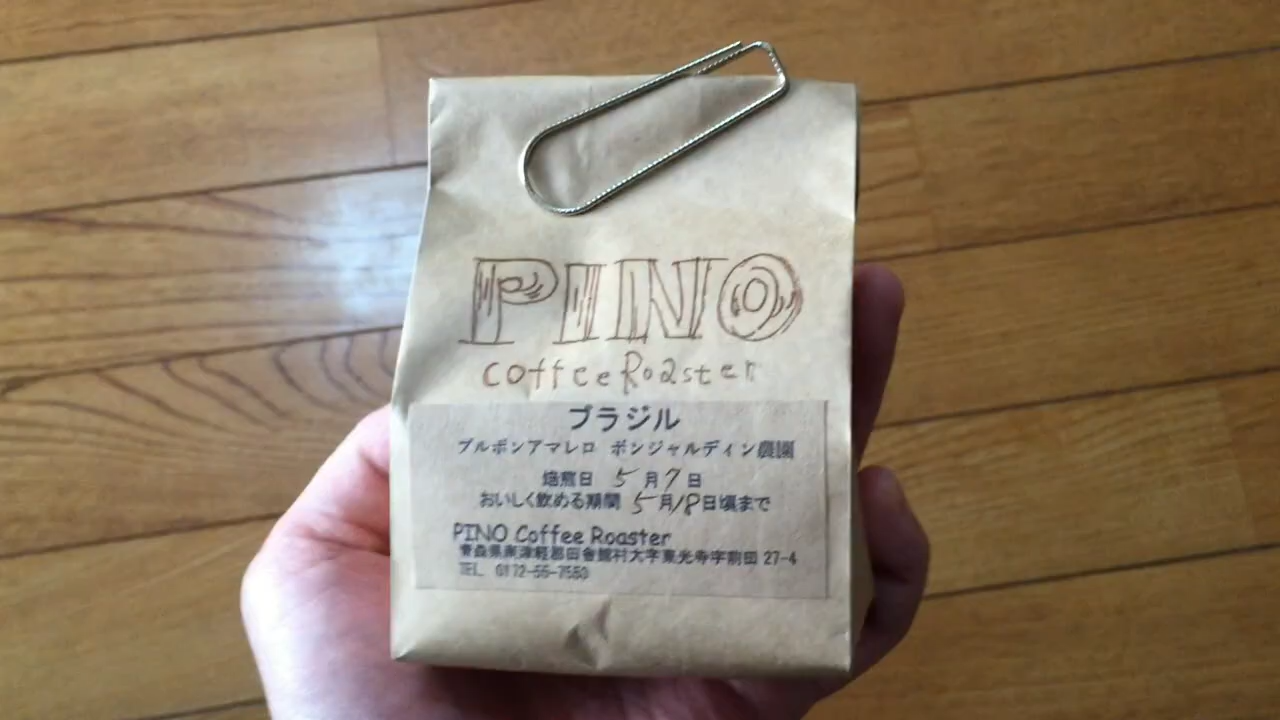 PINO
coffee Roaster
ブラジル
ブルボンアマレロ ボンジャルディン農園
焙煎日 5月7日
おいしく飲める期間 5月18日頃まで
PINO Coffee Roaster
青森県南津軽郡田舎館村大字東光寺字前田 27-4
TEL 0172-55-7553